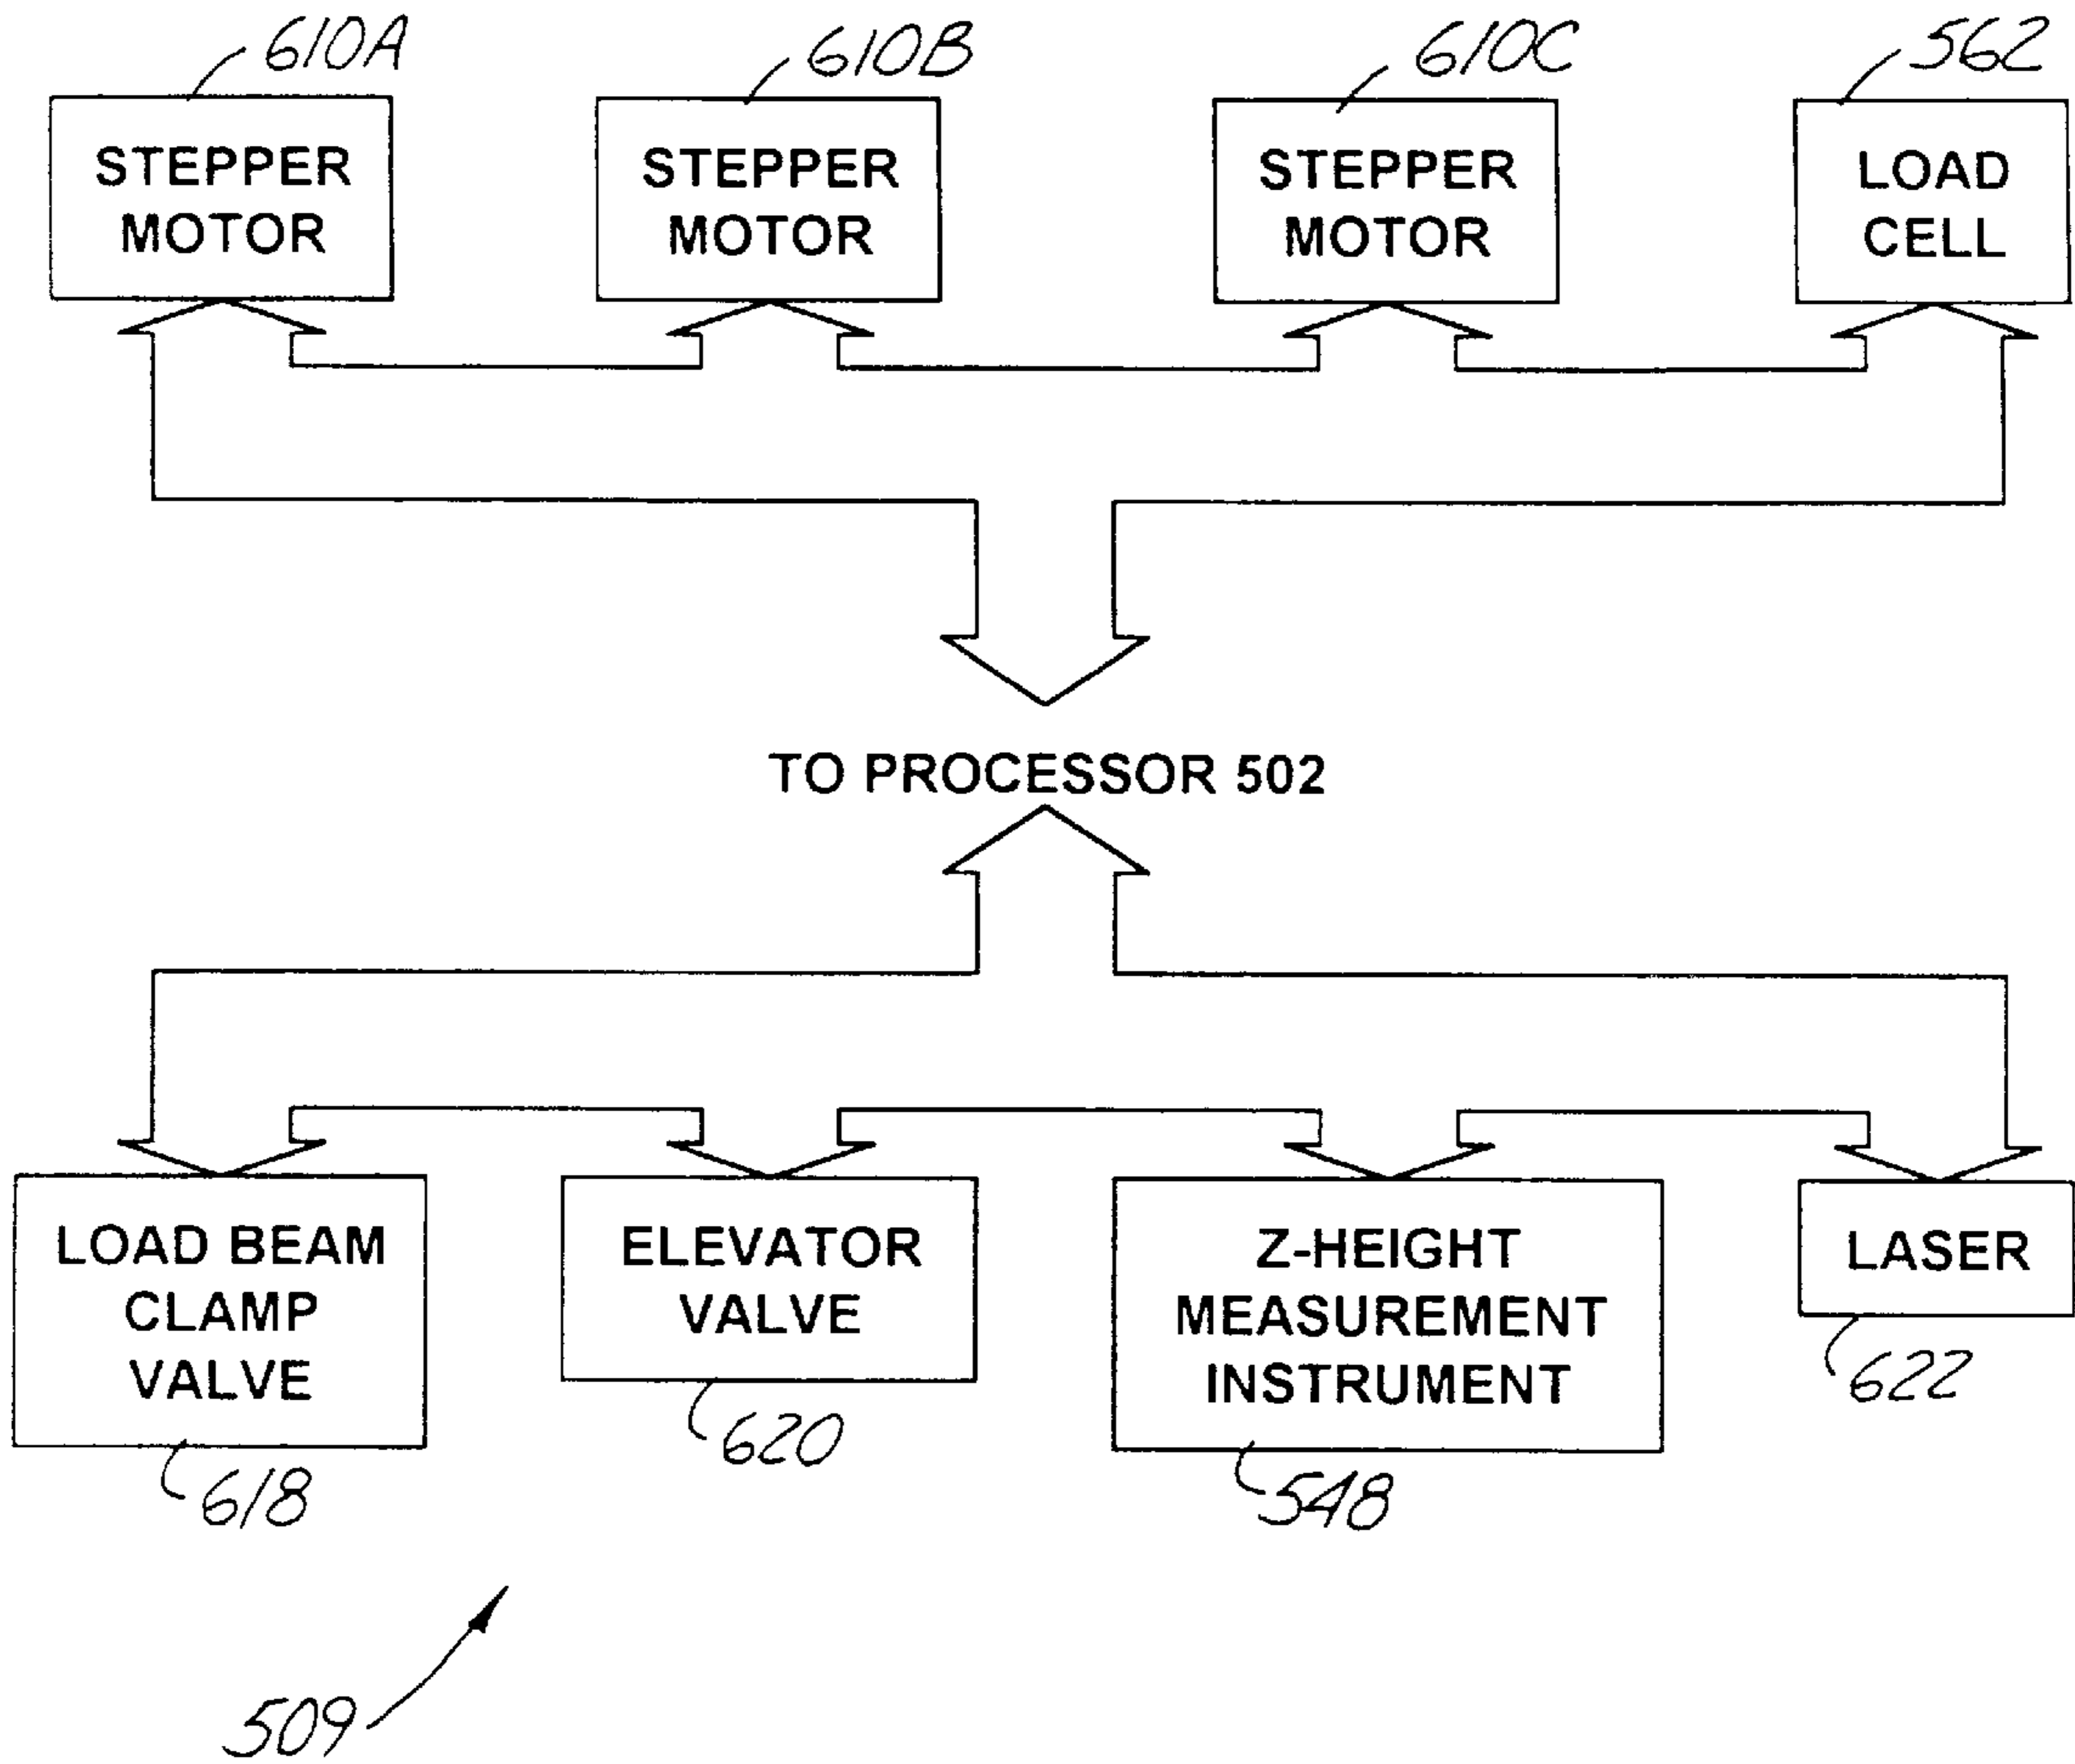 610A
610B
610C
562
STEPPER
MOTOR
STEPPER
MOTOR
STEPPER
MOTOR
LOAD
CELL
TO PROCESSOR 502
LOAD BEAM
CLAMP
VALVE
ELEVATOR
VALVE
Z-HEIGHT
MEASUREMENT
INSTRUMENT
LASER
618
620
548
622
509